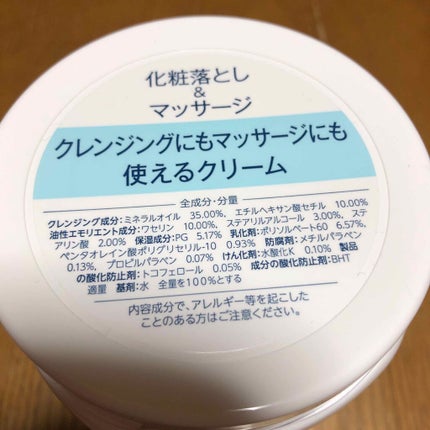 化粧落とし
&
マッサージ
クレンジングにもマッサージにも
使えるクリーム
全成分・分量
クレンジング成分：ミネラルオイル 35.00%、エチルヘキサン酸セチル 10.00%
油性エモリエント成分：ワセリン 10.00%、ステアリルアルコール 3.00%、ステ
アリン酸 2.00% 保湿成分：PG 5.17% 乳化剤：ポリソルベート60 6.57%、
ペンタオレイン酸ポリグリセリル-10 0.93% 防腐剤：メチルパラベン
0.13%、プロピルパラベン 0.07% けん化剤：水酸化K 0.10% 製品
の酸化防止剤：トコフェロール 0.05% 成分の酸化防止剤：BHT
適量 基剤：水 全量を100%とする
内容成分で、アレルギー等を起こした
ことのある方はご注意ください。